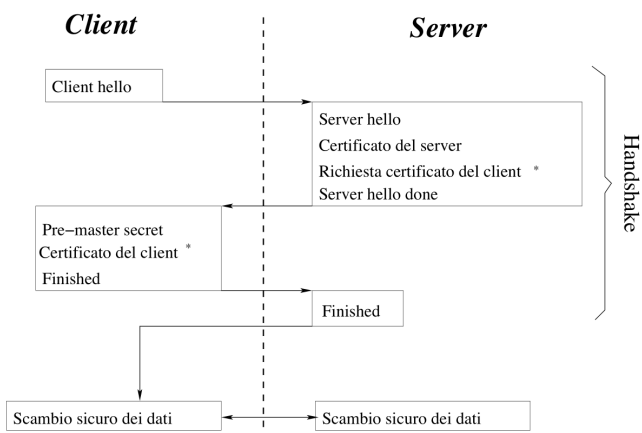 Client
Server
Client hello
Server hello
Certificato del server
Richiesta certificato del client *
Server hello done
Pre-master secret
Certificato del client *
Finished
Finished
Handshake
Scambio sicuro dei dati
Scambio sicuro dei dati